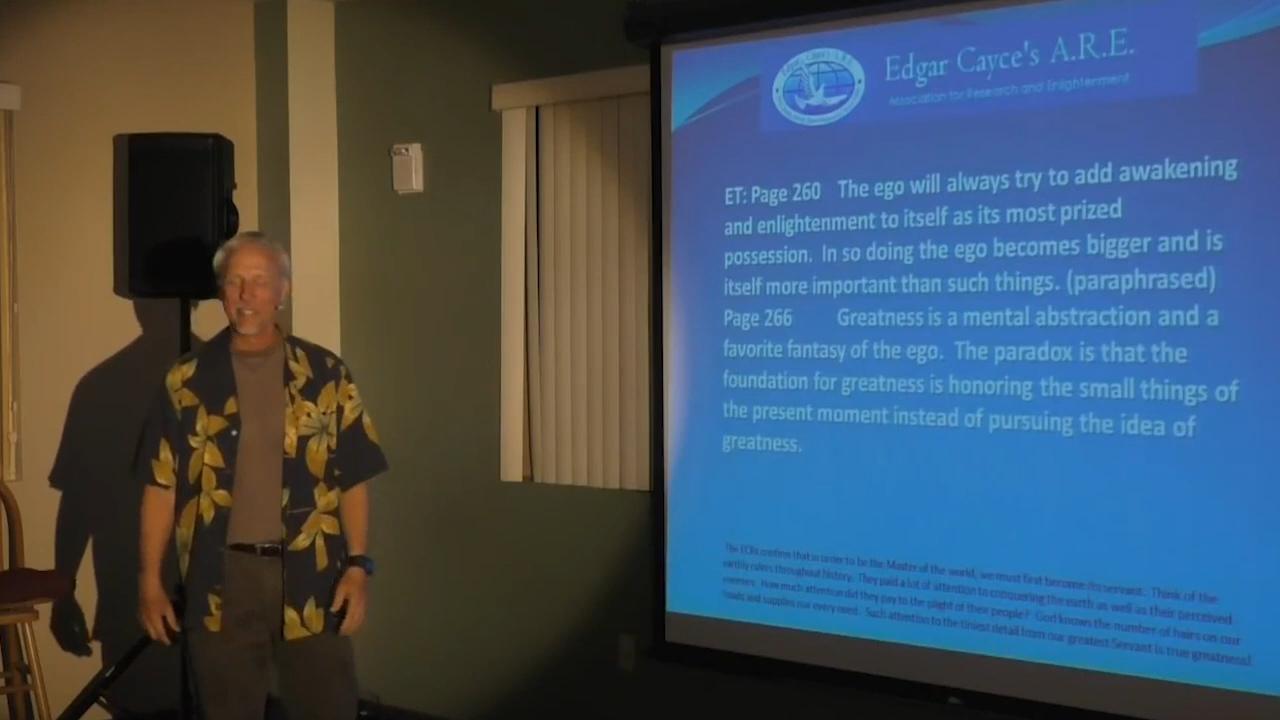 Edgar Cayce's A.R.E.
Association for Research and Enlightenment
ET: Page 260 The ego will always try to add awakening
and enlightenment to itself as its most prized
possession. In so doing the ego becomes bigger and is
itself more important than such things. (paraphrased)
Page 266 Greatness is a mental abstraction and a
favorite fantasy of the ego. The paradox is that the
foundation for greatness is honoring the small things of
the present moment instead of pursuing the idea of
greatness.
The ECRs confirm that in order to be the Master of the world, we must first become its servant. Think of the
earthly rulers throughout history. They paid a lot of attention to conquering the earth as well as their perceived
enemies. How much attention did they pay to the plight of their people? God knows the number of hairs on our
heads and supplies our every need. Such attention to the tiniest detail from our greatest Servant is true greatness!